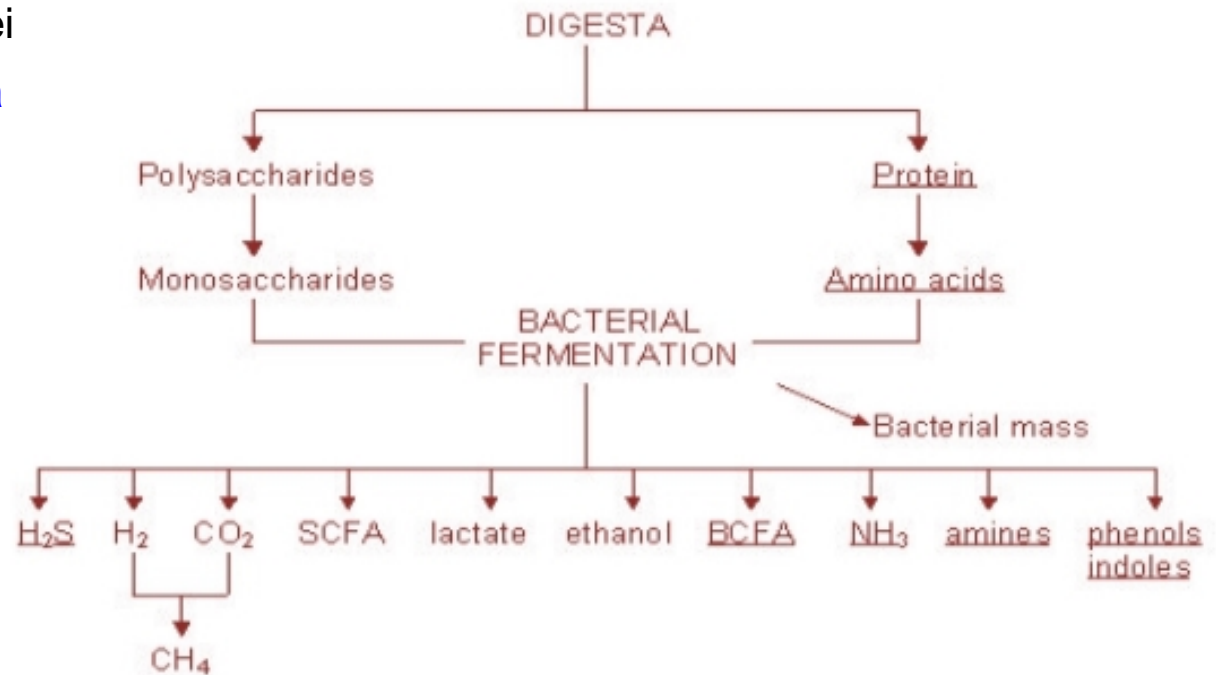 ei
a
DIGESTA
Polysaccharides
Protein
Monosaccharides
Amino acids
BACTERIAL
FERMENTATION
Bacterial mass
H₂S
H₂
CO₂
SCFA
lactate
ethanol
BCFA
NH₃
amines
phenols
indoles
CH₄